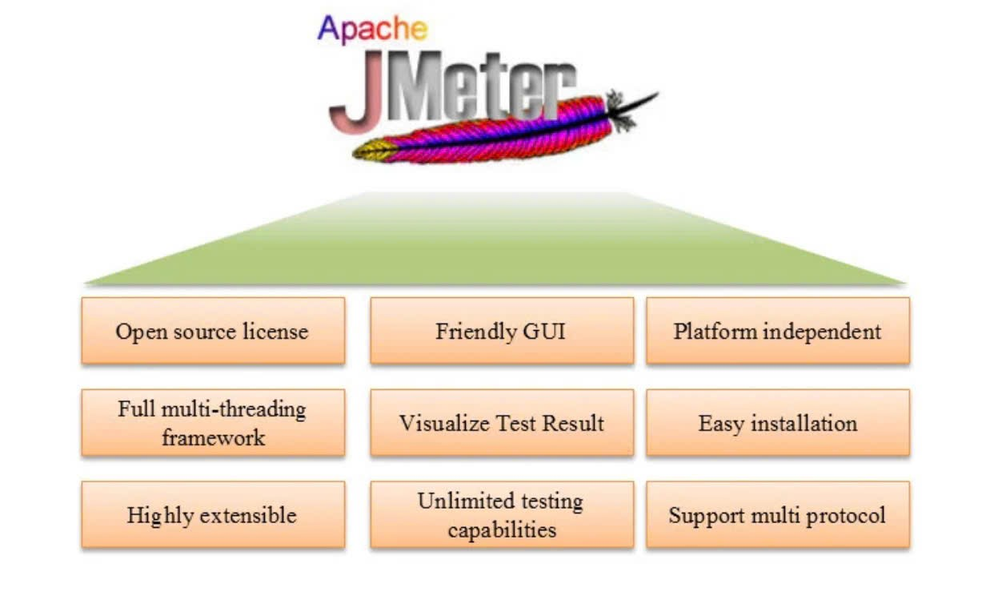 Apache
JMeter
Open source license
Friendly GUI
Platform independent
Full multi-threading
framework
Visualize Test Result
Easy installation
Highly extensible
Unlimited testing
capabilities
Support multi protocol